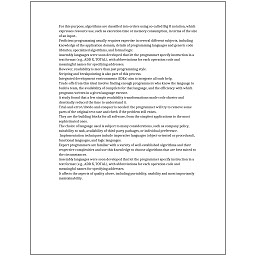 For this purpose, algorithms are classified into orders using so-called Big O notation, which
expresses resource use, such as execution time or memory consumption, in terms of the size
of an input.
Proficient programming usually requires expertise in several different subjects, including
knowledge of the application domain, details of programming languages and generic code
libraries, specialized algorithms, and formal logic.
Assembly languages were soon developed that let the programmer specify instruction in a
text format (e.g., ADD X, TOTAL), with abbreviations for each operation code and
meaningful names for specifying addresses.
However, readability is more than just programming style.
Scripting and breakpointing is also part of this process.
Integrated development environments (IDEs) aim to integrate all such help.
Trade-offs from this ideal involve finding enough programmers who know the language to
build a team, the availability of compilers for that language, and the efficiency with which
programs written in a given language execute.
A study found that a few simple readability transformations made code shorter and
drastically reduced the time to understand it.
Trial-and-error/divide-and-conquer is needed: the programmer will try to remove some
parts of the original test case and check if the problem still exists.
They are the building blocks for all software, from the simplest applications to the most
sophisticated ones.
The choice of language used is subject to many considerations, such as company policy,
suitability to task, availability of third-party packages, or individual preference.
Implementation techniques include imperative languages (object-oriented or procedural),
functional languages, and logic languages.
Expert programmers are familiar with a variety of well-established algorithms and their
respective complexities and use this knowledge to choose algorithms that are best suited to
the circumstances.
Assembly languages were soon developed that let the programmer specify instruction in a
text format (e.g., ADD X, TOTAL), with abbreviations for each operation code and
meaningful names for specifying addresses.
It affects the aspects of quality above, including portability, usability and most importantly
maintainability.